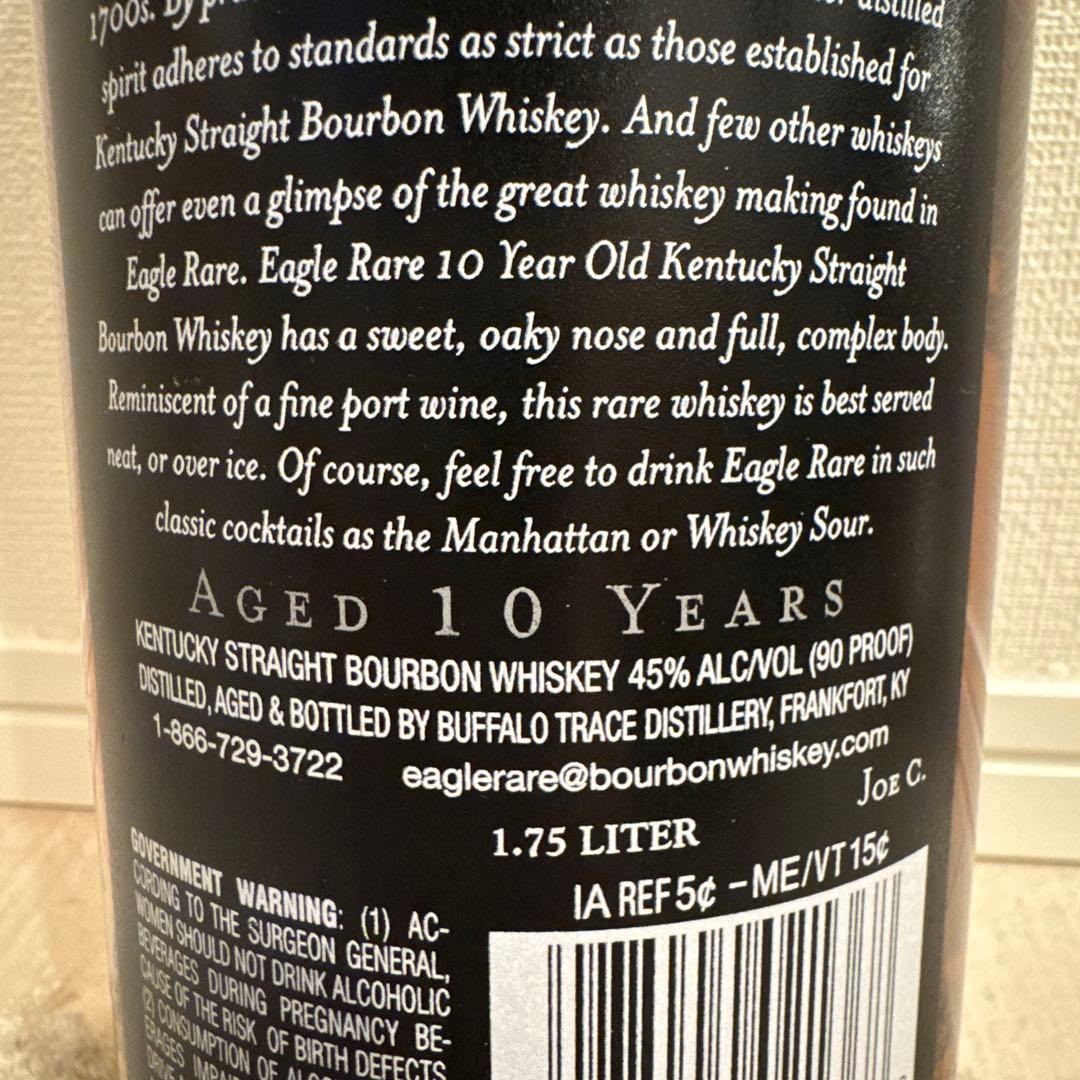 1700s. By
distilled
spirit adheres to standards as strict as those established for
Kentucky Straight Bourbon Whiskey. And few other whiskeys
can offer even a glimpse of the great whiskey making found in
Eagle Rare. Eagle Rare 10 Year Old Kentucky Straight
Bourbon Whiskey has a sweet, oaky nose and full, complex body.
Reminiscent of a fine port wine, this rare whiskey is best served
neat, or over ice. Of course, feel free to drink Eagle Rare in such
classic cocktails as the Manhattan or Whiskey Sour.
AGED 10 YEARS
KENTUCKY STRAIGHT BOURBON WHISKEY 45% ALC/VOL (90 PROOF)
DISTILLED, AGED & BOTTLED BY BUFFALO TRACE DISTILLERY, FRANKFORT, KY
1-866-729-3722 eaglerare@bourbonwhiskey.com
JOE C.
1.75 LITER
IA REF 5¢ - ME/VT 15¢
GOVERNMENT WARNING: (1) AC-
CORDING TO THE SURGEON GENERAL,
WOMEN SHOULD NOT DRINK ALCOHOLIC
BEVERAGES DURING PREGNANCY BE-
CAUSE OF THE RISK OF BIRTH DEFECTS
(2) CONSUMPTION OF
ERAGES